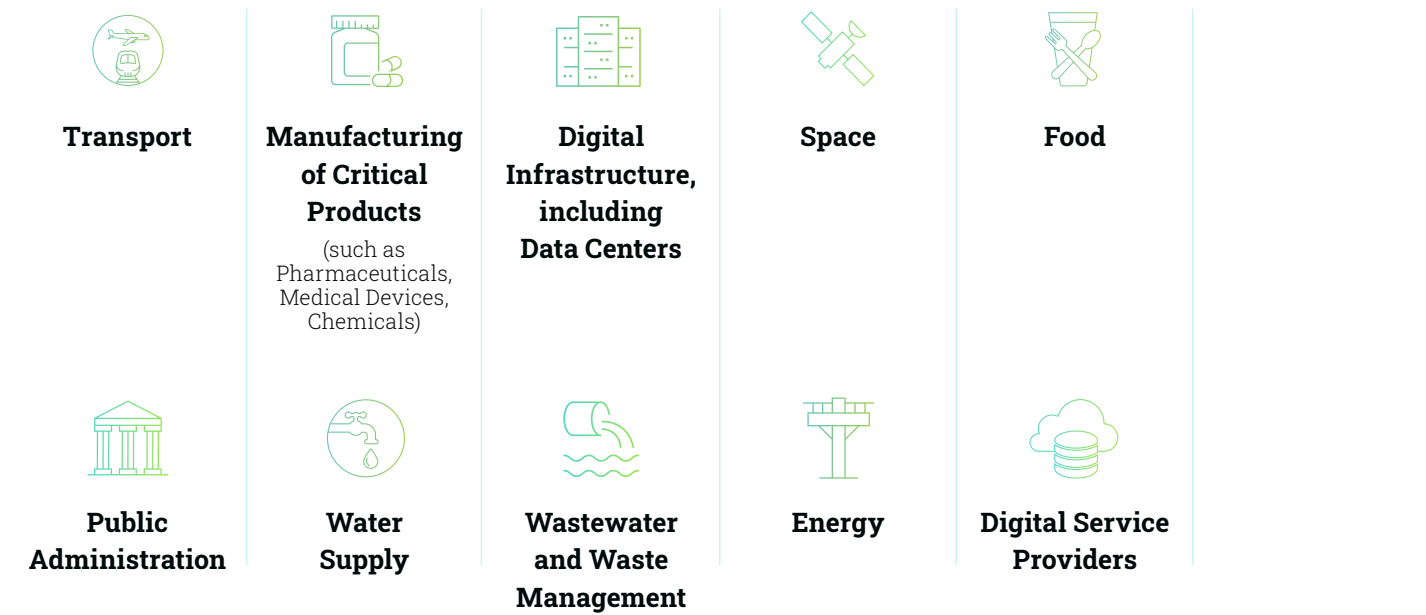 Transport
Manufacturing
of Critical
Products
(such as
Pharmaceuticals,
Medical Devices,
Chemicals)
Digital
Infrastructure,
including
Data Centers
Space
Food
Public
Administration
Water
Supply
Wastewater
and Waste
Management
Energy
Digital Service
Providers